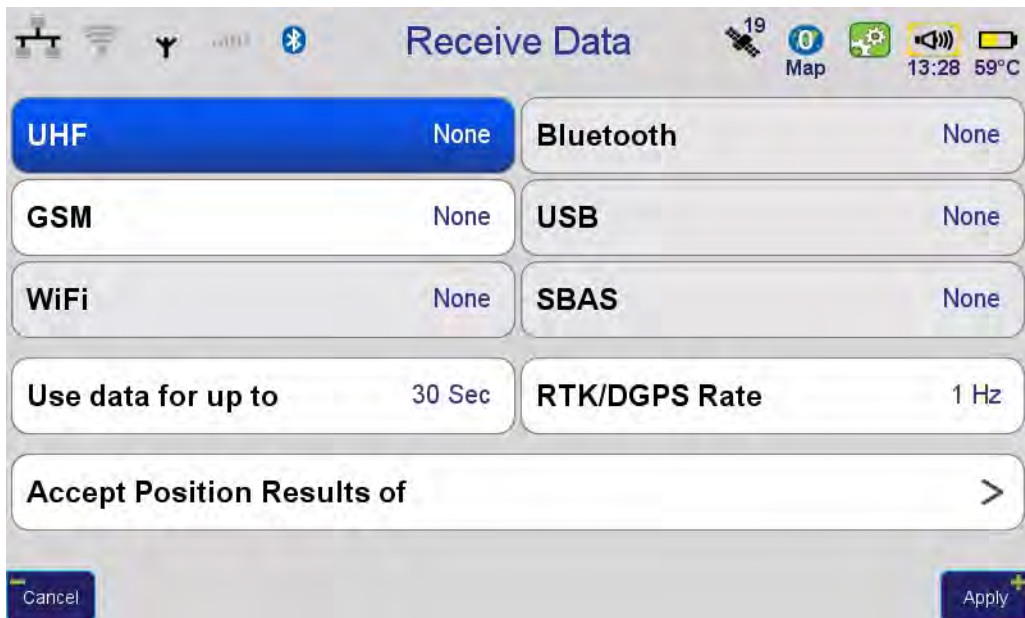 Receive Data
19
0
Map
13:28 59°C
UHF None
Bluetooth None
GSM None
USB None
WiFi None
SBAS None
Use data for up to 30 Sec
RTK/DGPS Rate 1 Hz
Accept Position Results of >
Cancel
Apply